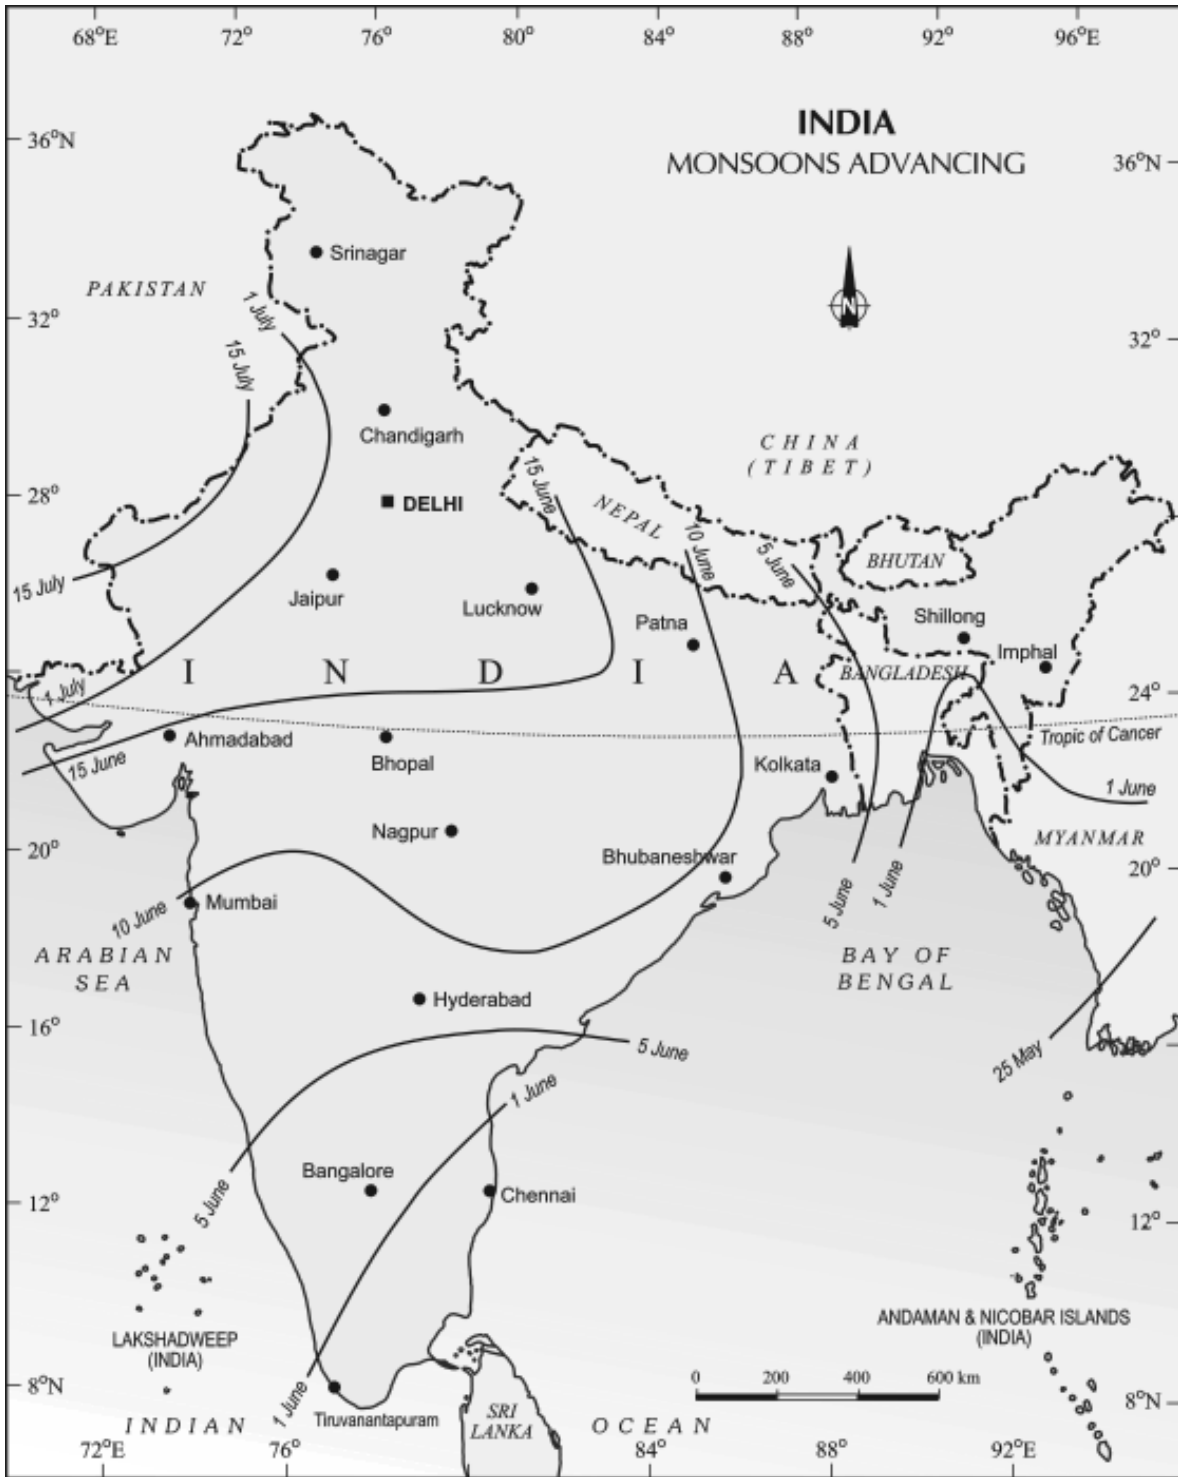 68°E 72° 76° 80° 84° 88° 92° 96°E
INDIA
MONSOONS ADVANCING
36°N
36°N
Srinagar
PAKISTAN
1 July
32°
32°
15 July
Chandigarh
CHINA
(TIBET)
15 June
28°
DELHI
NEPAL
10 June
5 June
BHUTAN
15 July
Jaipur
Lucknow
Patna
Shillong
Imphal
I N D I A
BANGLADESH
1 July
24°
Ahmadabad
Tropic of Cancer
15 June
Bhopal
Kolkata
1 June
Nagpur
MYANMAR
20°
Bhubaneshwar
20°
10 June
Mumbai
5 June
1 June
ARABIAN
SEA
BAY OF
BENGAL
Hyderabad
16°
5 June
25 May
1 June
Bangalore
Chennai
5 June
12°
12°
LAKSHADWEEP
(INDIA)
ANDAMAN & NICOBAR ISLANDS
(INDIA)
0 200 400 600 km
8°N
8°N
1 June
Tiruvanantapuram
SRI
LANKA
INDIAN OCEAN
72°E 76° 84° 88° 92°E
N